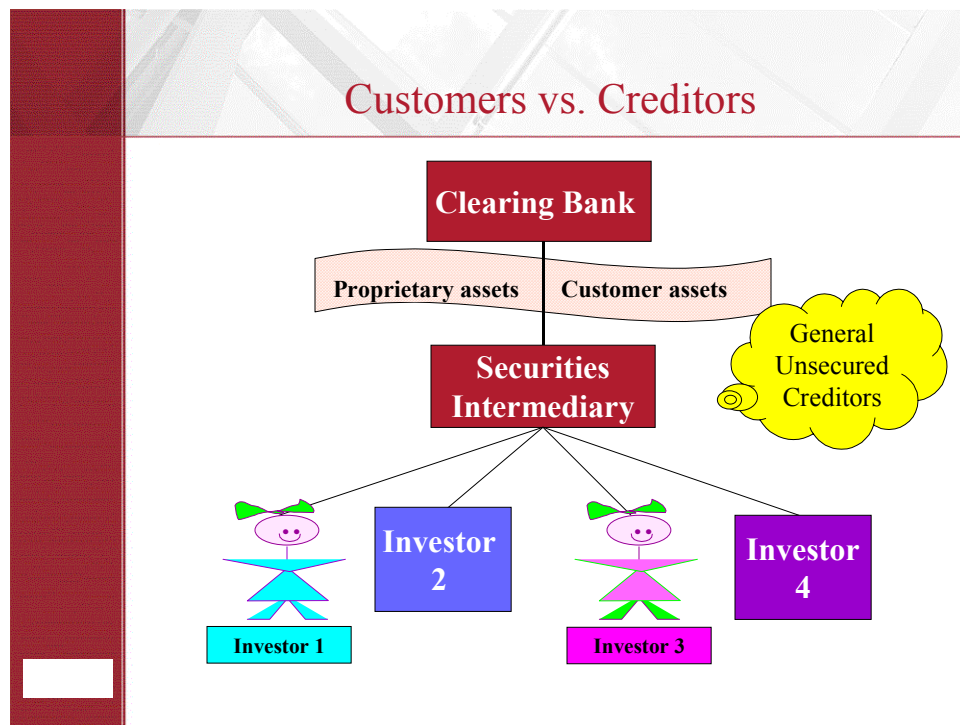 Customers vs. Creditors
Clearing Bank
Proprietary assets
Customer assets
General
Unsecured
Creditors
Securities
Intermediary
Investor
2
Investor
4
Investor 1
Investor 3